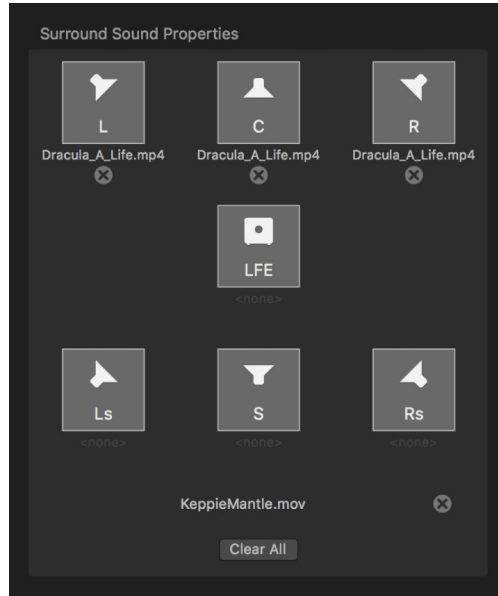 Surround Sound Properties
L C R
Dracula_A_Life.mp4 Dracula_A_Life.mp4 Dracula_A_Life.mp4
LFE
<none>
Ls S Rs
<none> <none> <none>
KeppieMantle.mov
Clear All